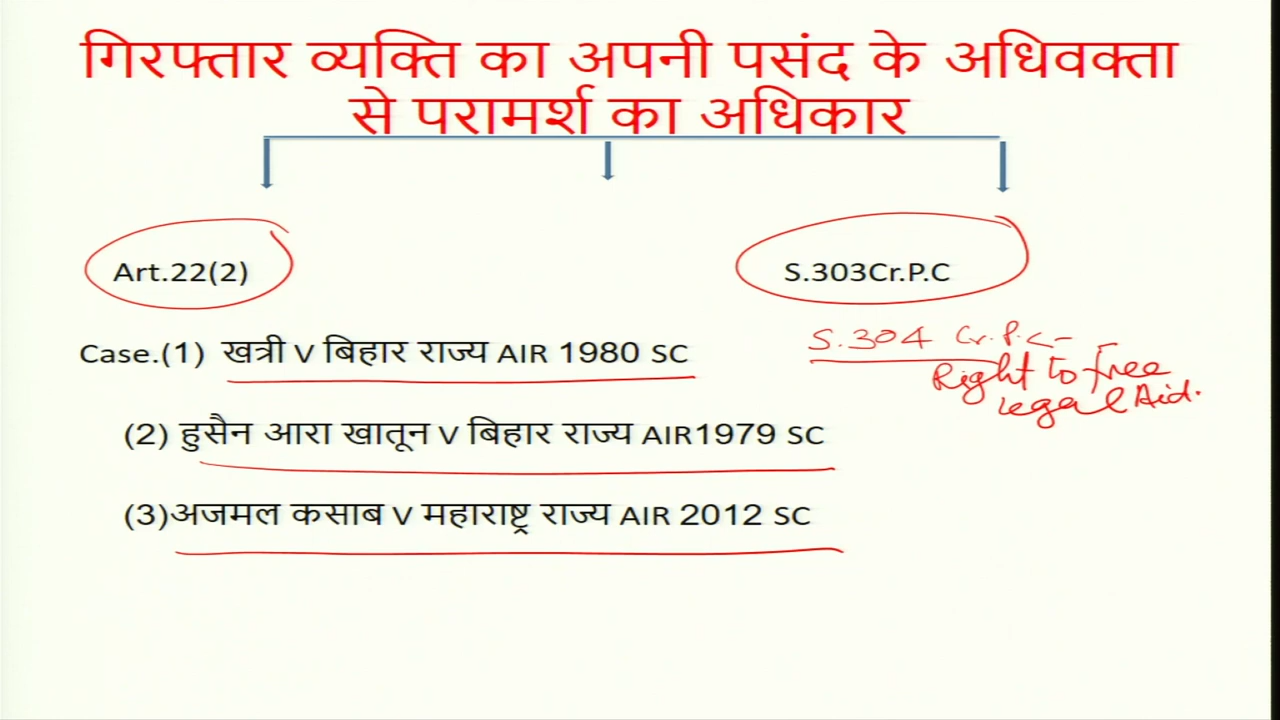 गिरफ्तार व्यक्ति का अपनी पसंद के अधिवक्ता
से परामर्श का अधिकार
Art.22(2)
S.303Cr.P.C
S.304 Cr.P.C-
Right to free
legal Aid.
Case.(1) खत्री V बिहार राज्य AIR 1980 SC
(2) हुसैन आरा खातून V बिहार राज्य AIR1979 SC
(3)अजमल कसाब V महाराष्ट्र राज्य AIR 2012 SC